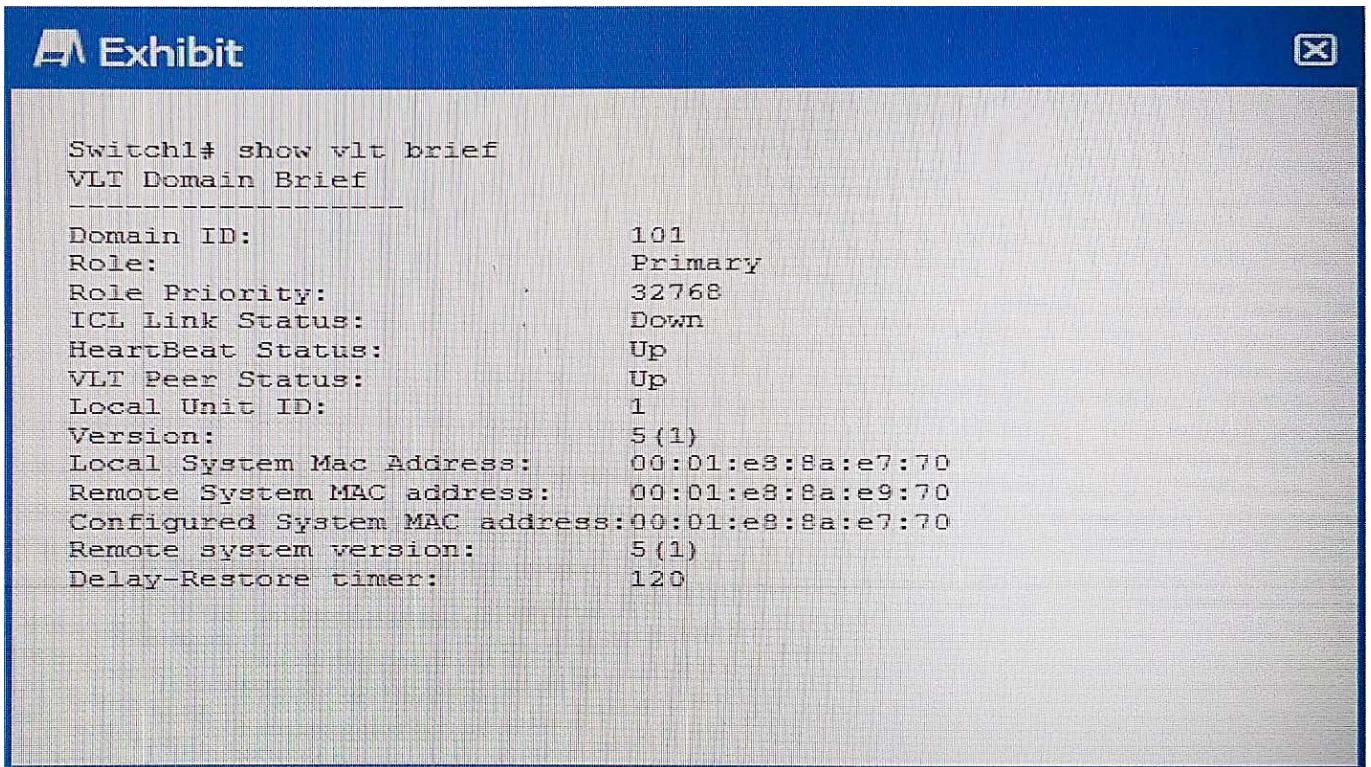 Exhibit
Switch1# show vlt brief
VLT Domain Brief
------------------
Domain ID: 101
Role: Primary
Role Priority: 32768
ICL Link Status: Down
HeartBeat Status: Up
VLT Peer Status: Up
Local Unit ID: 1
Version: 5(1)
Local System Mac Address: 00:01:e8:8a:e7:70
Remote System MAC address: 00:01:e8:8a:e9:70
Configured System MAC address:00:01:e8:8a:e7:70
Remote system version: 5(1)
Delay-Restore timer: 120